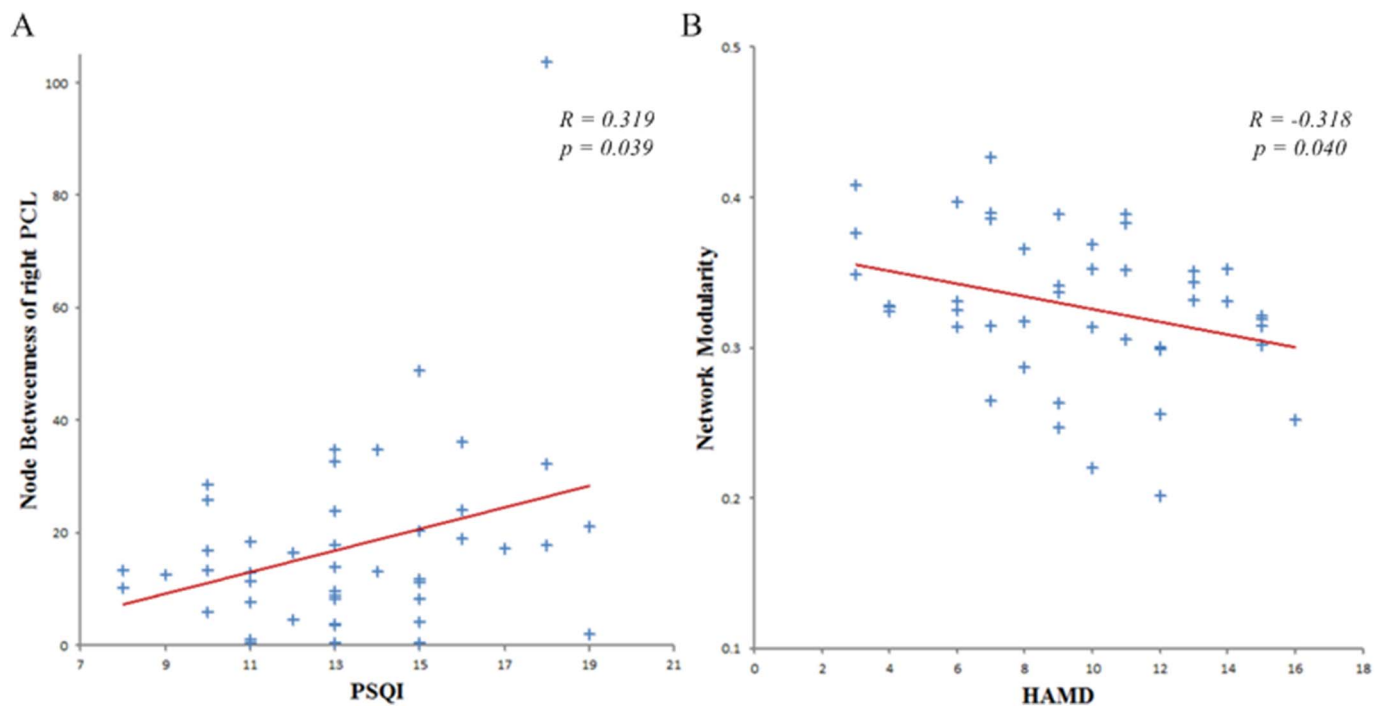 A
Node Betweenness of right PCL
100
80
60
40
20
0
R = 0.319
p = 0.039
7 9 11 13 15 17 19 21
PSQI
B
Network Modularity
0.5
0.4
0.3
0.2
0.1
R = -0.318
p = 0.040
0 2 4 6 8 10 12 14 16 18
HAMD